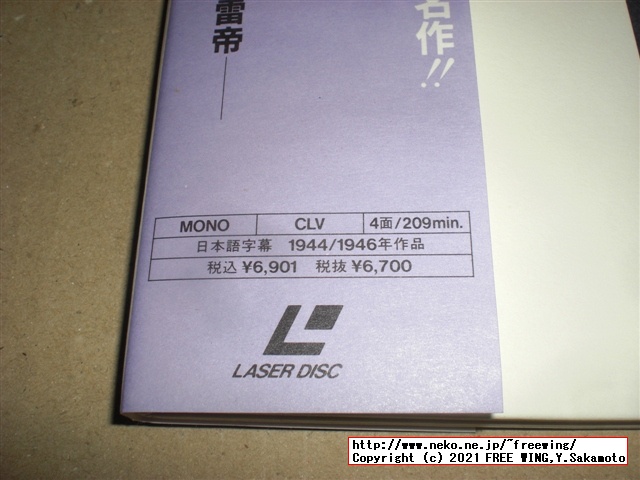 名作!!
雷帝——
MONO CLV 4面/209min.
日本語字幕 1944/1946年作品
税込 ¥6,901 税抜 ¥6,700
LASER DISC
http://www.neko.ne.jp/~freewing/
Copyright (c) 2021 FREE WING,Y.Sakamoto